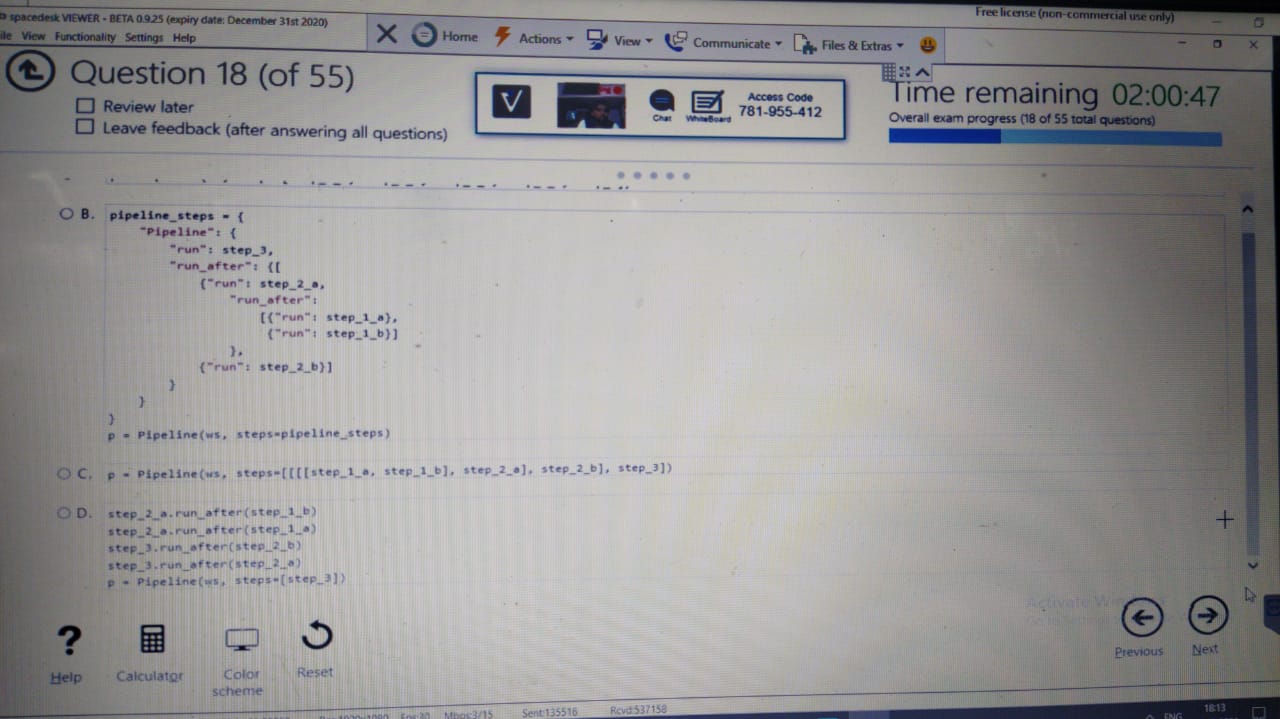 spacedesk VIEWER - BETA 0.9.25 (expiry date: December 31st 2020)
Free license (non-commercial use only)
View Functionality Settings Help
Home Actions View Communicate Files & Extras
Question 18 (of 55)
Review later
Leave feedback (after answering all questions)
V
Chat
WhiteBoard
Access Code
781-955-412
Time remaining 02:00:47
Overall exam progress (18 of 55 total questions)
B. pipeline_steps = {
"Pipeline": {
"run": step_3,
"run_after": {[
{"run": step_2_a,
"run_after":
[{"run": step_1_a},
{"run": step_1_b}]
},
{"run": step_2_b}]
}
}
}
p = Pipeline(ws, steps=pipeline_steps)
C. p = Pipeline(ws, steps=[[[[step_1_a, step_1_b], step_2_a], step_2_b], step_3])
D. step_2_a.run_after(step_1_b)
step_2_a.run_after(step_1_a)
step_3.run_after(step_2_b)
step_3.run_after(step_2_a)
p = Pipeline(ws, steps=[step_3])
Activate
Help
Calculator
Color
scheme
Reset
Previous
Next
Mbps:3/15 Sent:135516 Rcvd:537158
ENG
18:13